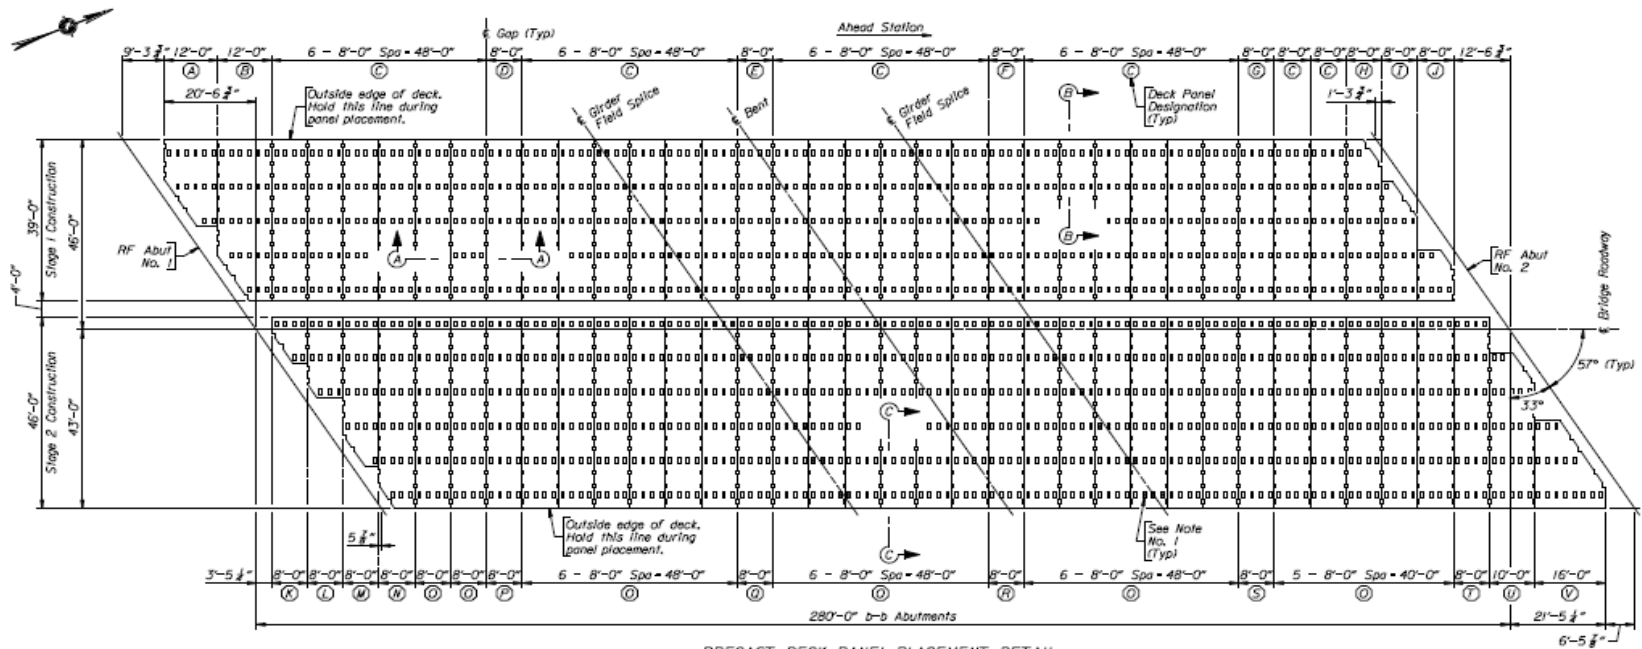 Ahead Station
℄ Gap (Typ)
9'-3 3/4" 12'-0" 12'-0" 6 - 8'-0" Spa = 48'-0" 8'-0" 6 - 8'-0" Spa = 48'-0" 8'-0" 6 - 8'-0" Spa = 48'-0" 8'-0" 6 - 8'-0" Spa = 48'-0" 8'-0" 8'-0" 8'-0" 8'-0" 8'-0" 8'-0" 12'-6 3/4"
A B C D C E C F C G C C H I J
20'-6 3/4"
Outside edge of deck.
Hold this line during
panel placement.
℄ Girder
Field Splice
℄ Bent
℄ Girder
Field Splice
B
Deck Panel
Designation
(Typ)
1'-3 3/4"
39'-0"
Stage 1 Construction
46'-0"
RF Abut
No. 1
A A
B
RF Abut
No. 2
℄ Bridge Roadway
4'-0"
57° (Typ)
33°
46'-0"
Stage 2 Construction
43'-0"
C
5 7/8"
Outside edge of deck.
Hold this line during
panel placement.
C
See Note
No. 1
(Typ)
3'-5 1/4" 8'-0" 8'-0" 8'-0" 8'-0" 8'-0" 8'-0" 8'-0" 6 - 8'-0" Spa = 48'-0" 8'-0" 6 - 8'-0" Spa = 48'-0" 8'-0" 6 - 8'-0" Spa = 48'-0" 8'-0" 5 - 8'-0" Spa = 40'-0" 8'-0" 10'-0" 16'-0"
K L M N O O P O Q O R O S O T U V
280'-0" b-b Abutments
21'-5 1/4"
6'-5 7/8"
PRECAST DECK PANEL PLACEMENT DETAIL